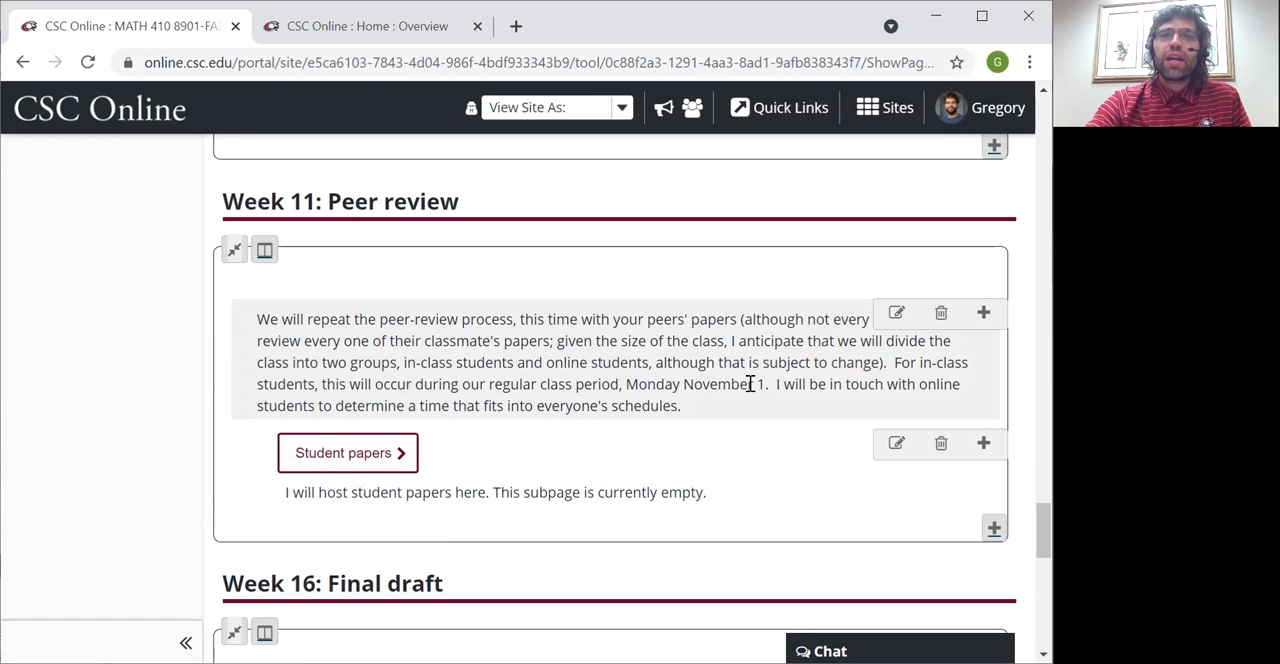 CSC Online : MATH 410 8901-FA2
CSC Online : Home : Overview
online.csc.edu/portal/site/e5ca6103-7843-4d04-986f-4bdf933343b9/tool/0c88f2a3-1291-4aa3-8ad1-9afb838343f7/ShowPag...
G
CSC Online
View Site As:
Quick Links
Sites
Gregory
Week 11: Peer review
We will repeat the peer-review process, this time with your peers' papers (although not every
review every one of their classmate's papers; given the size of the class, I anticipate that we will divide the
class into two groups, in-class students and online students, although that is subject to change). For in-class
students, this will occur during our regular class period, Monday November 1. I will be in touch with online
students to determine a time that fits into everyone's schedules.
Student papers
I will host student papers here. This subpage is currently empty.
Week 16: Final draft
Chat